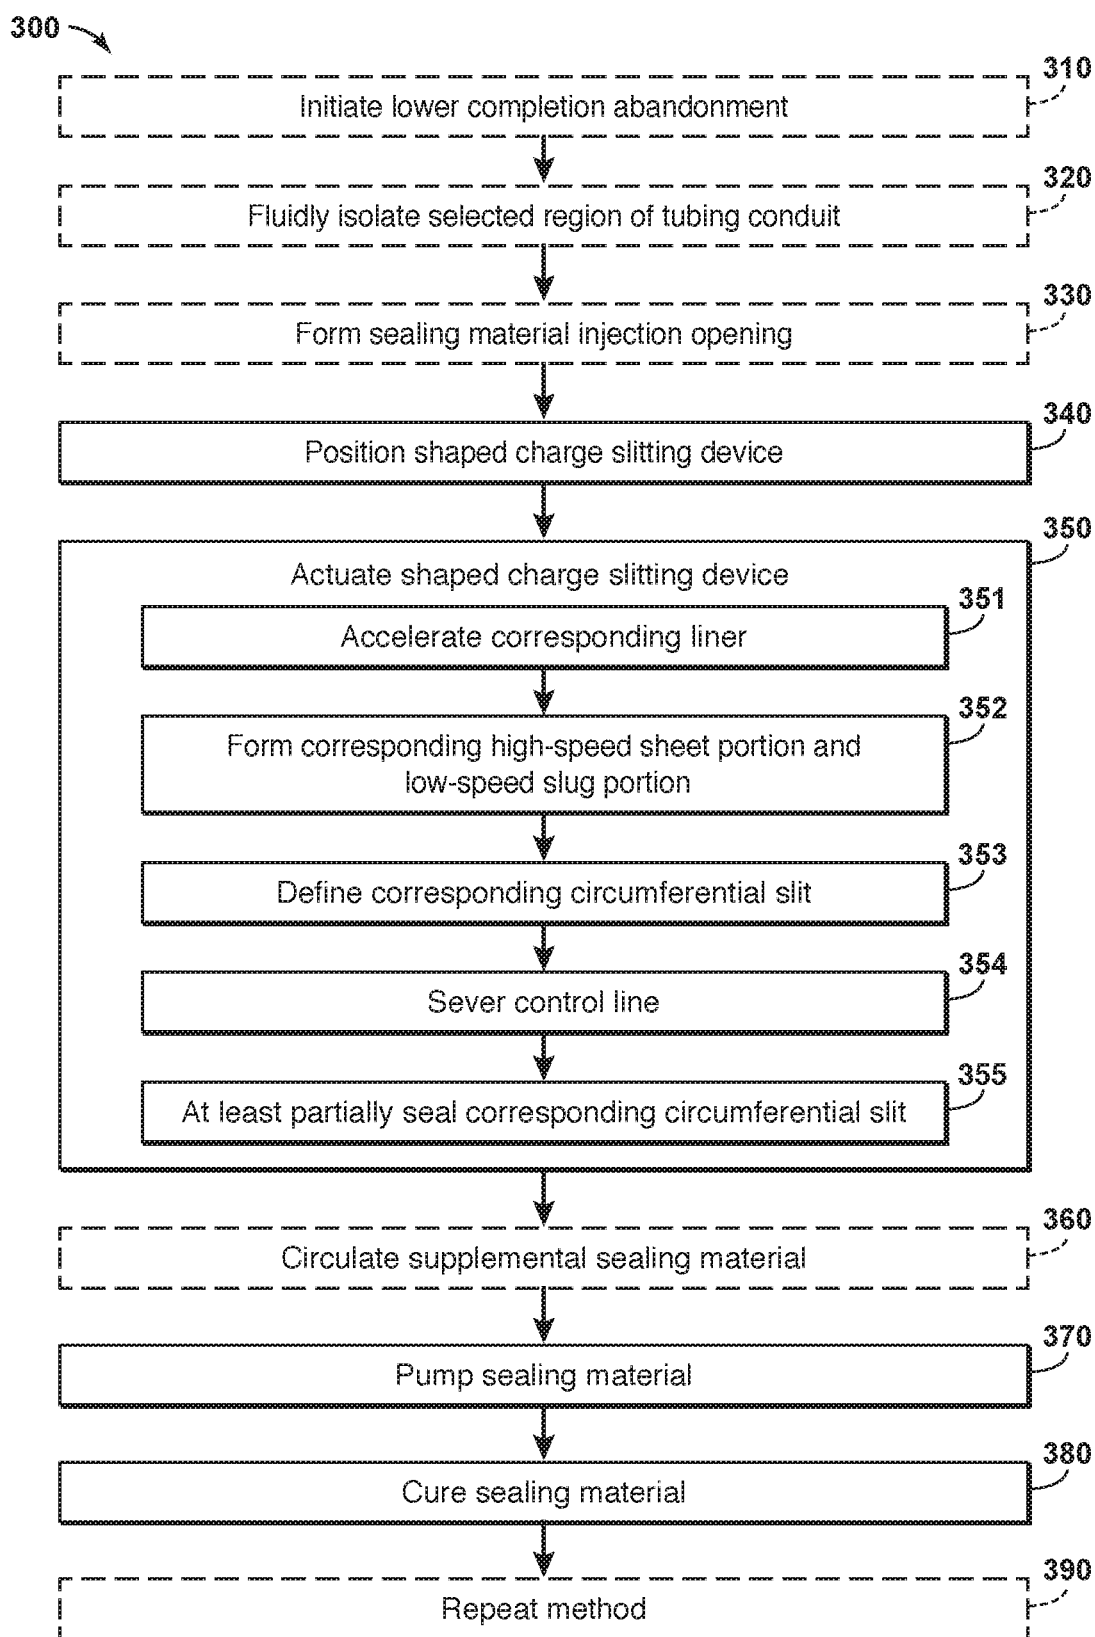 300
310
Initiate lower completion abandonment
320
Fluidly isolate selected region of tubing conduit
330
Form sealing material injection opening
340
Position shaped charge slitting device
350
Actuate shaped charge slitting device
351
Accelerate corresponding liner
352
Form corresponding high-speed sheet portion and
low-speed slug portion
353
Define corresponding circumferential slit
354
Sever control line
355
At least partially seal corresponding circumferential slit
360
Circulate supplemental sealing material
370
Pump sealing material
380
Cure sealing material
390
Repeat method